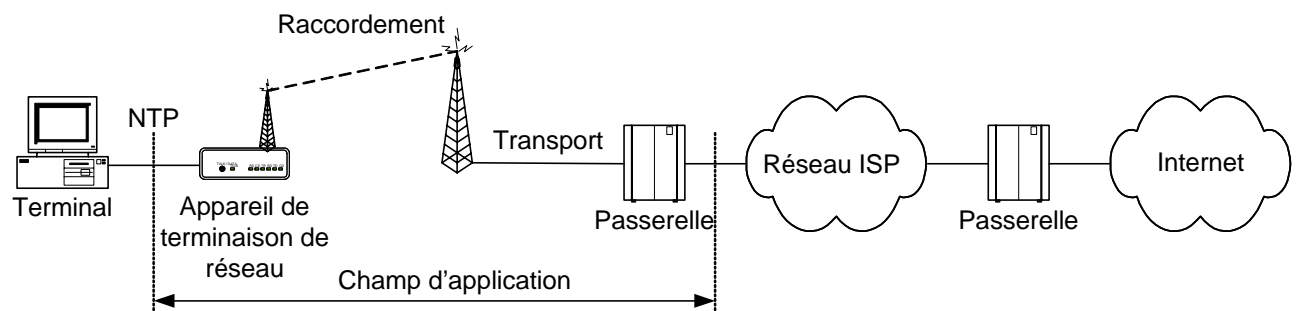 Raccordement
NTP
Transport
Réseau ISP
Internet
Terminal
Appareil de
terminaison de
réseau
Passerelle
Passerelle
Champ d'application